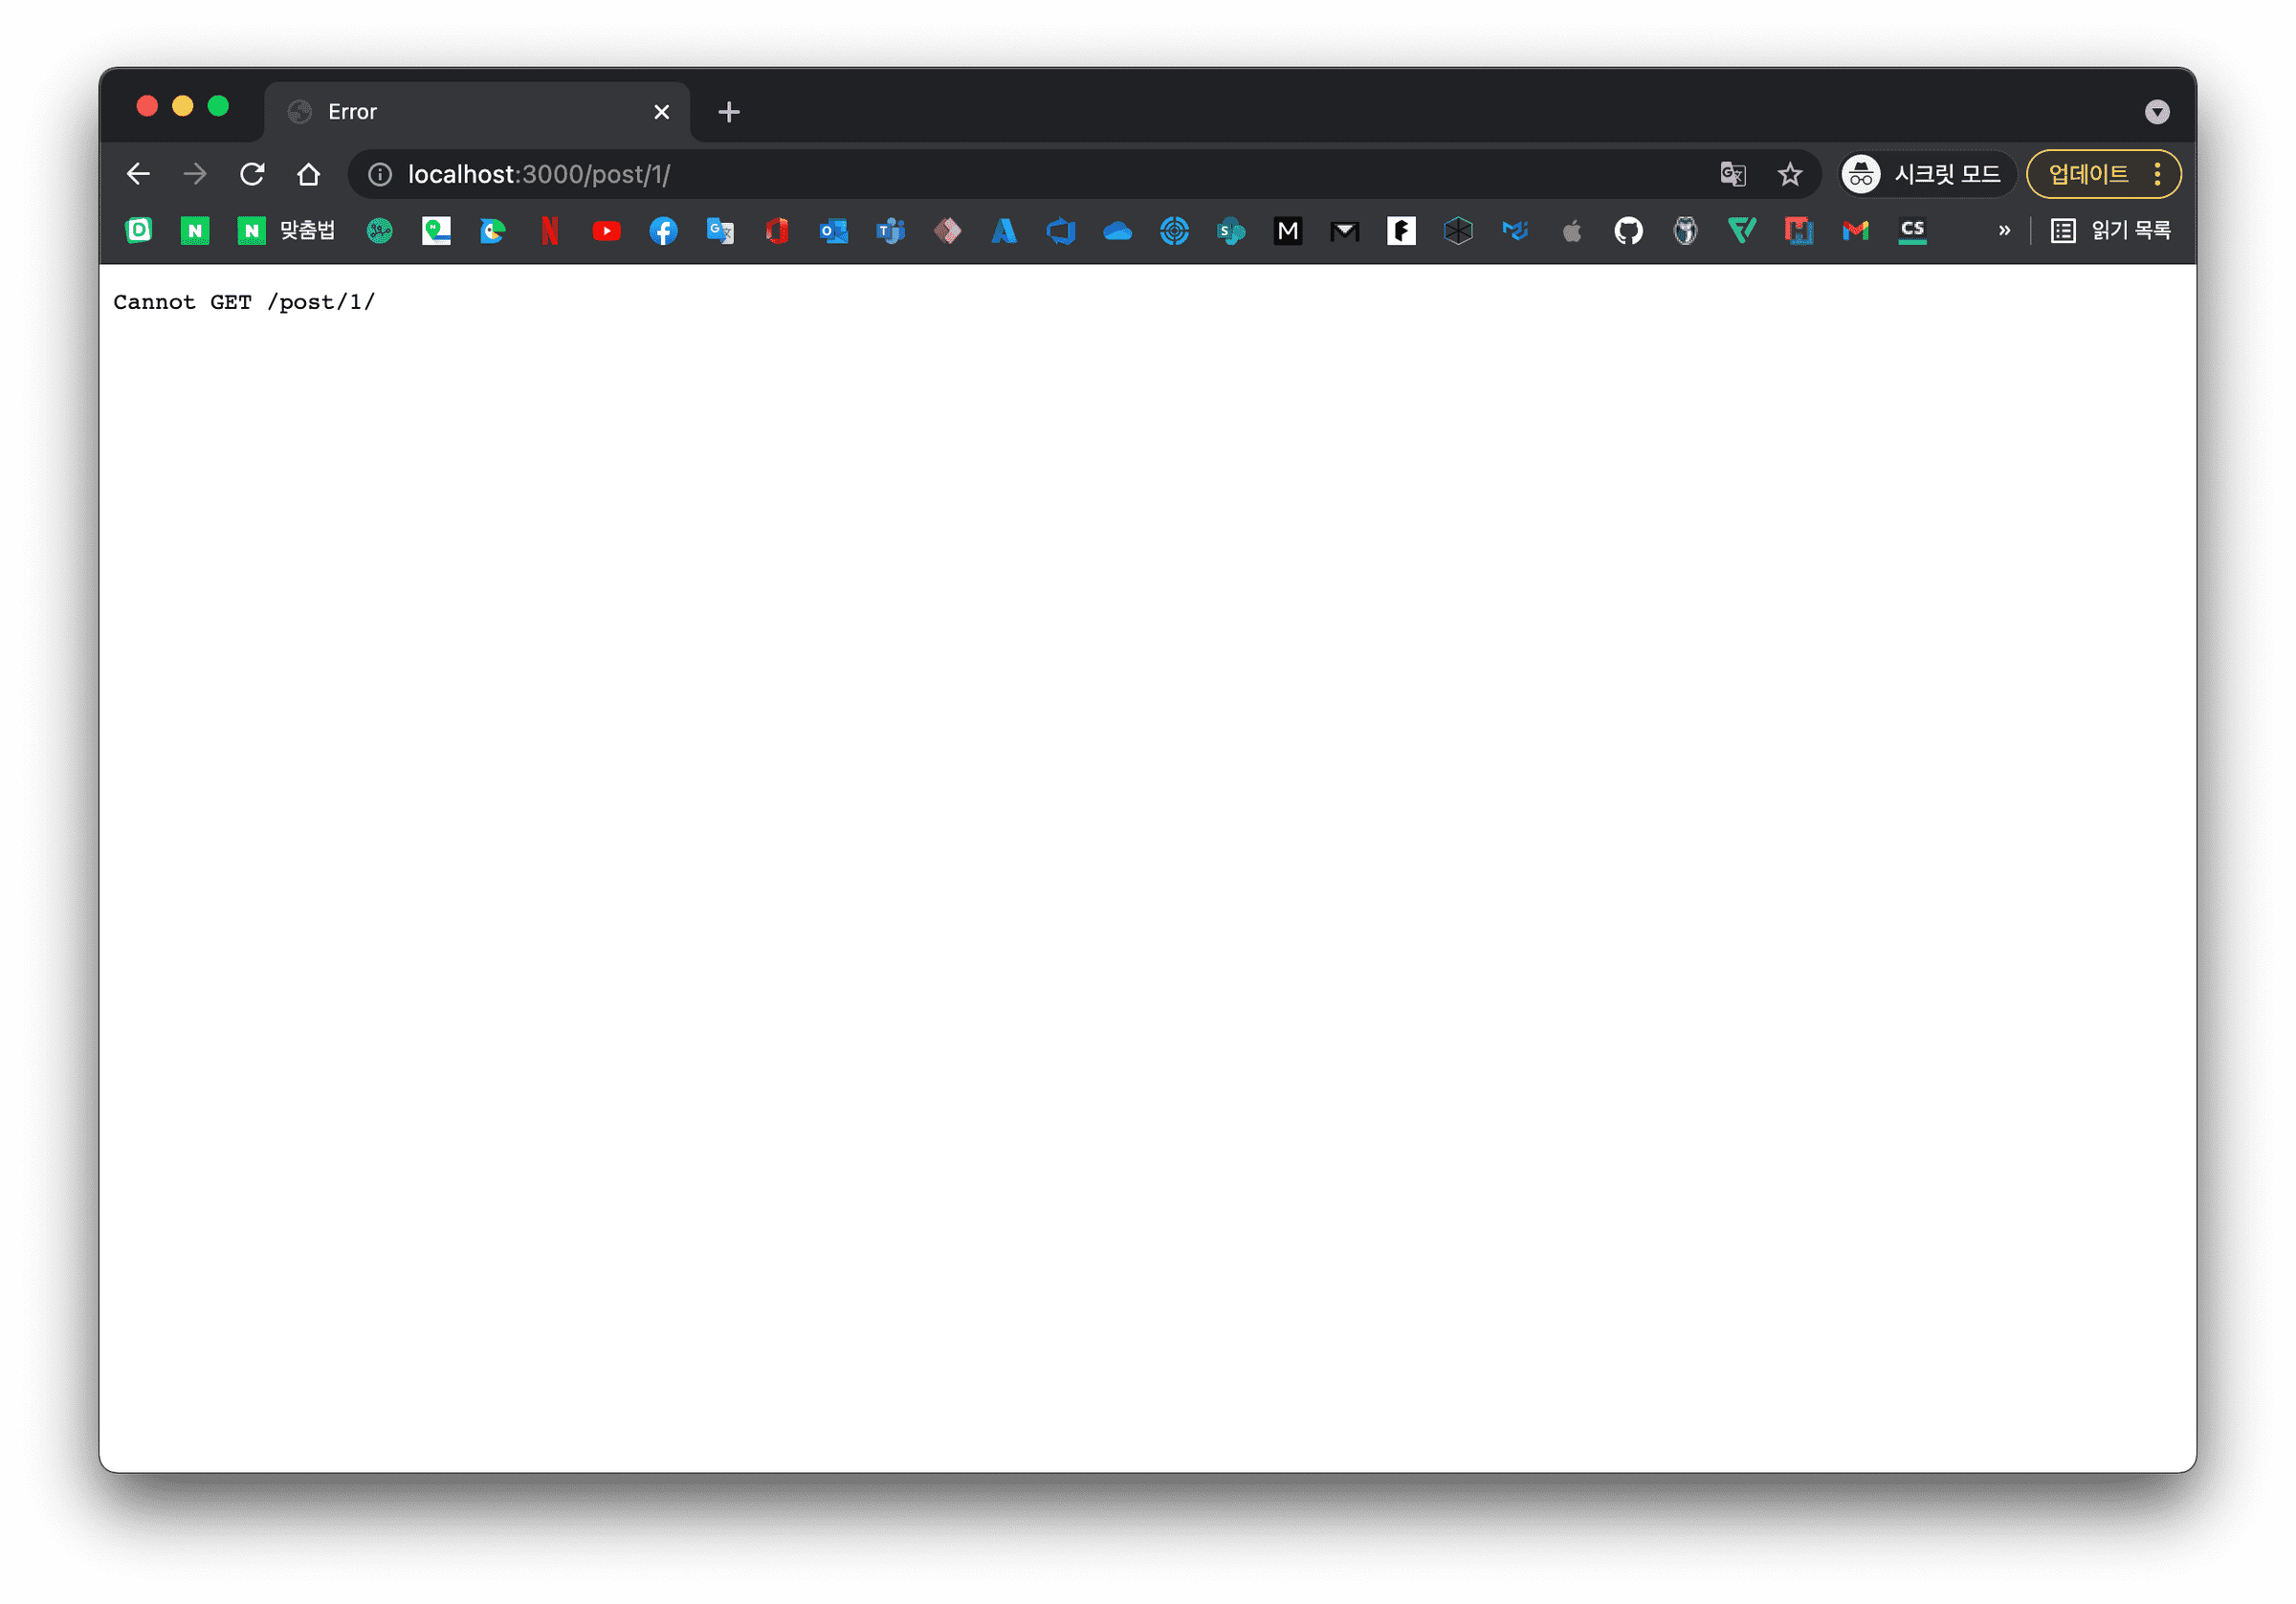 Error
localhost:3000/post/1/
시크릿 모드
업데이트
맞춤법
읽기 목록
Cannot GET /post/1/